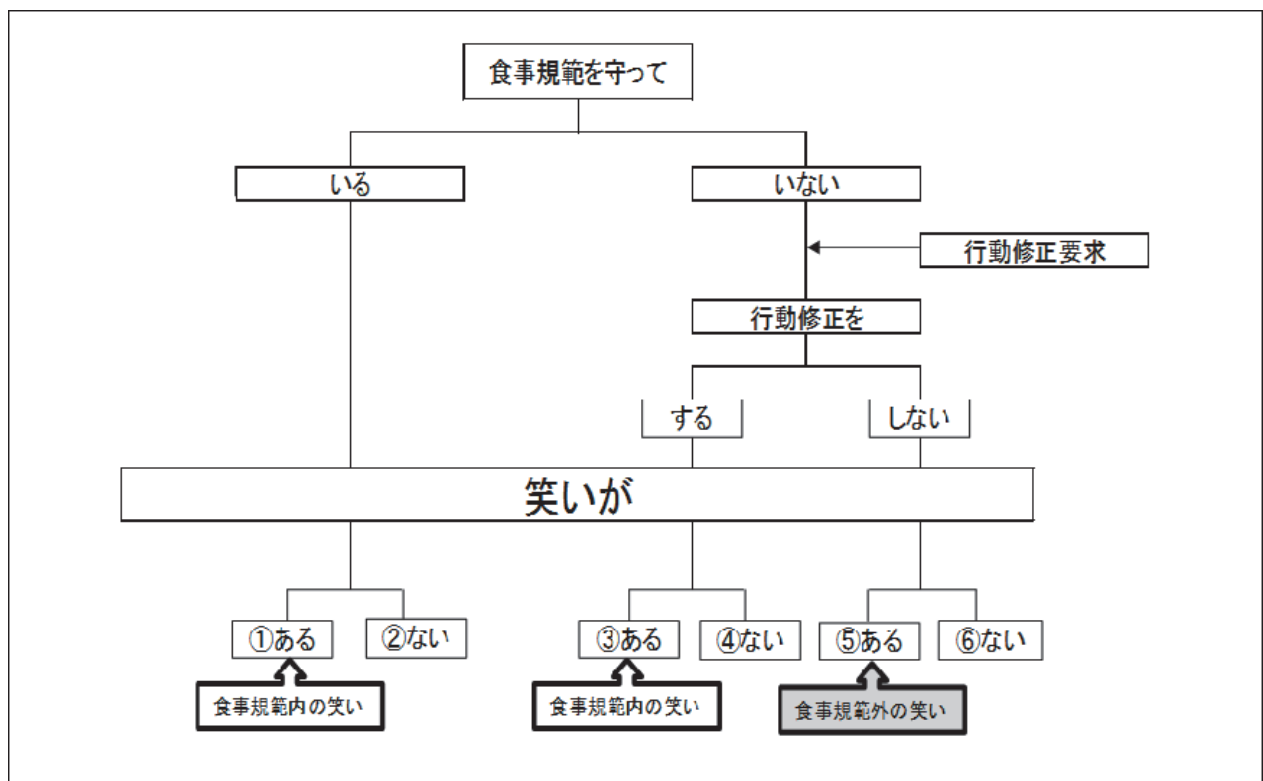 食事規範を守って
いる
いない
行動修正要求
行動修正を
する
しない
笑いが
①ある
②ない
③ある
④ない
⑤ある
⑥ない
食事規範内の笑い
食事規範内の笑い
食事規範外の笑い